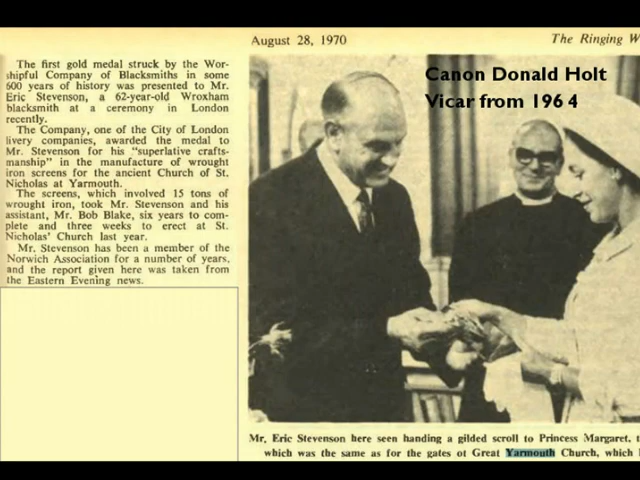 August 28, 1970
The Ringing W
The first gold medal struck by the Wor-
shipful Company of Blacksmiths in some
600 years of history was presented to Mr.
Eric Stevenson, a 62-year-old Wroxham
blacksmith at a ceremony in London
recently.
The Company, one of the City of London
livery companies, awarded the medal to
Mr. Stevenson for his "superlative crafts-
manship" in the manufacture of wrought
iron screens for the ancient Church of St.
Nicholas at Yarmouth.
The screens, which involved 15 tons of
wrought iron, took Mr. Stevenson and his
assistant, Mr. Bob Blake, six years to com-
plete and three weeks to erect at St.
Nicholas' Church last year.
Mr. Stevenson has been a member of the
Norwich Association for a number of years,
and the report given here was taken from
the Eastern Evening news.
Canon Donald Holt
Vicar from 196 4
Mr. Eric Stevenson here seen handing a gilded scroll to Princess Margaret, t
which was the same as for the gates of Great Yarmouth Church, which